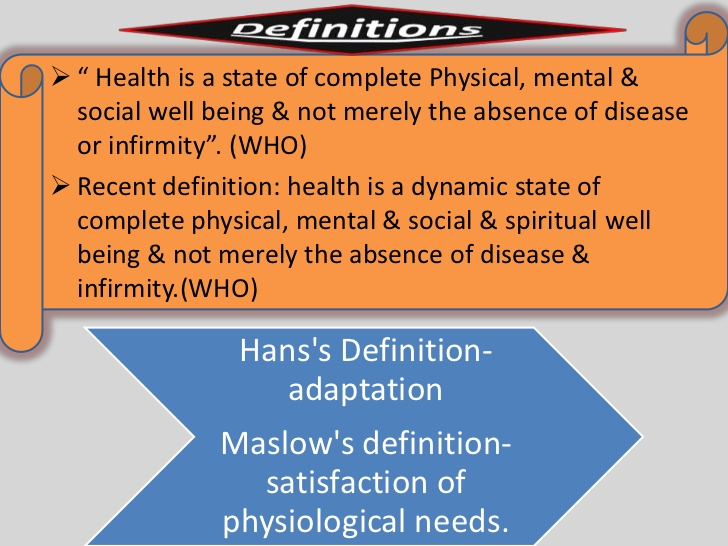 Definitions
➢ “ Health is a state of complete Physical, mental &
social well being & not merely the absence of disease
or infirmity”. (WHO)
➢ Recent definition: health is a dynamic state of
complete physical, mental & social & spiritual well
being & not merely the absence of disease &
infirmity.(WHO)
Hans's Definition-
adaptation
Maslow's definition-
satisfaction of
physiological needs.